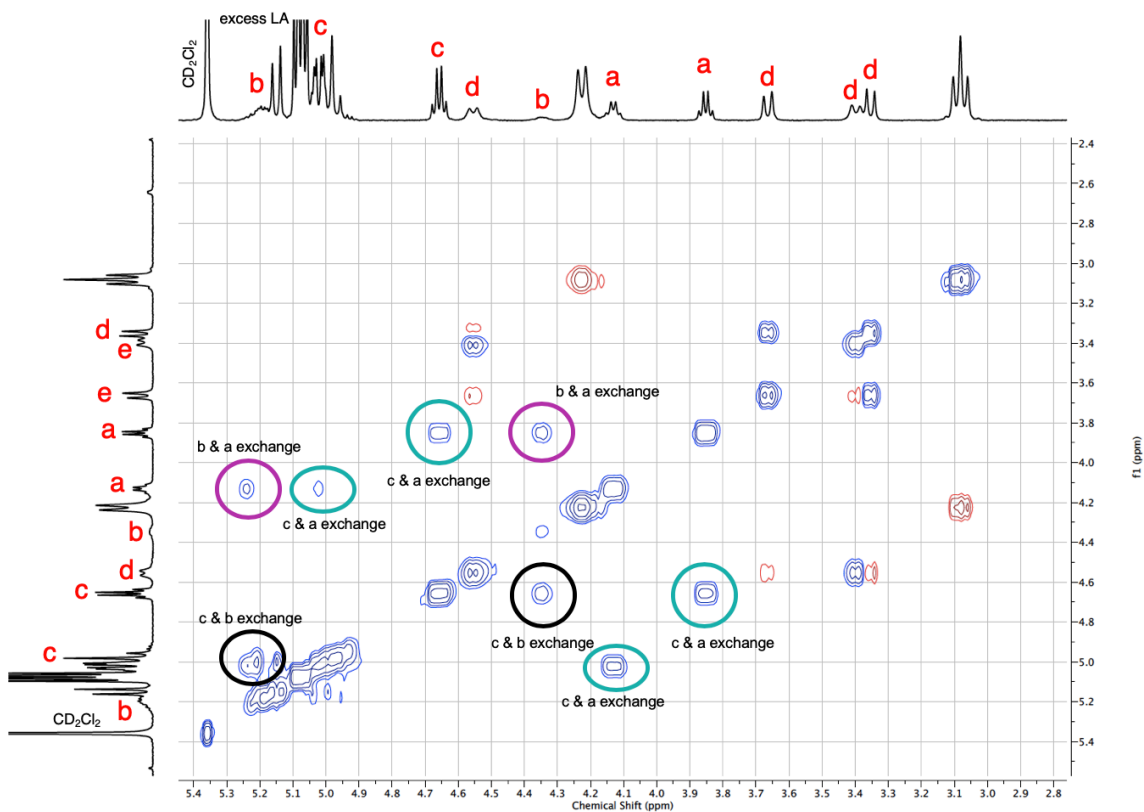 excess LA
CD2Cl2
b
c
c
d
b
a
a
d
d
d
2.4
2.6
2.8
3.0
3.2
3.4
3.6
3.8
4.0
4.2
4.4
4.6
4.8
5.0
5.2
5.4
f1 (ppm)
d
e
e
a
a
b
d
c
c
b
CD2Cl2
b & a exchange
c & a exchange
b & a exchange
c & a exchange
c & b exchange
c & b exchange
c & a exchange
c & a exchange
5.4 5.3 5.2 5.1 5.0 4.9 4.8 4.7 4.6 4.5 4.4 4.3 4.2 4.1 4.0 3.9 3.8 3.7 3.6 3.5 3.4 3.3 3.2 3.1 3.0 2.9 2.8
Chemical Shift (ppm)